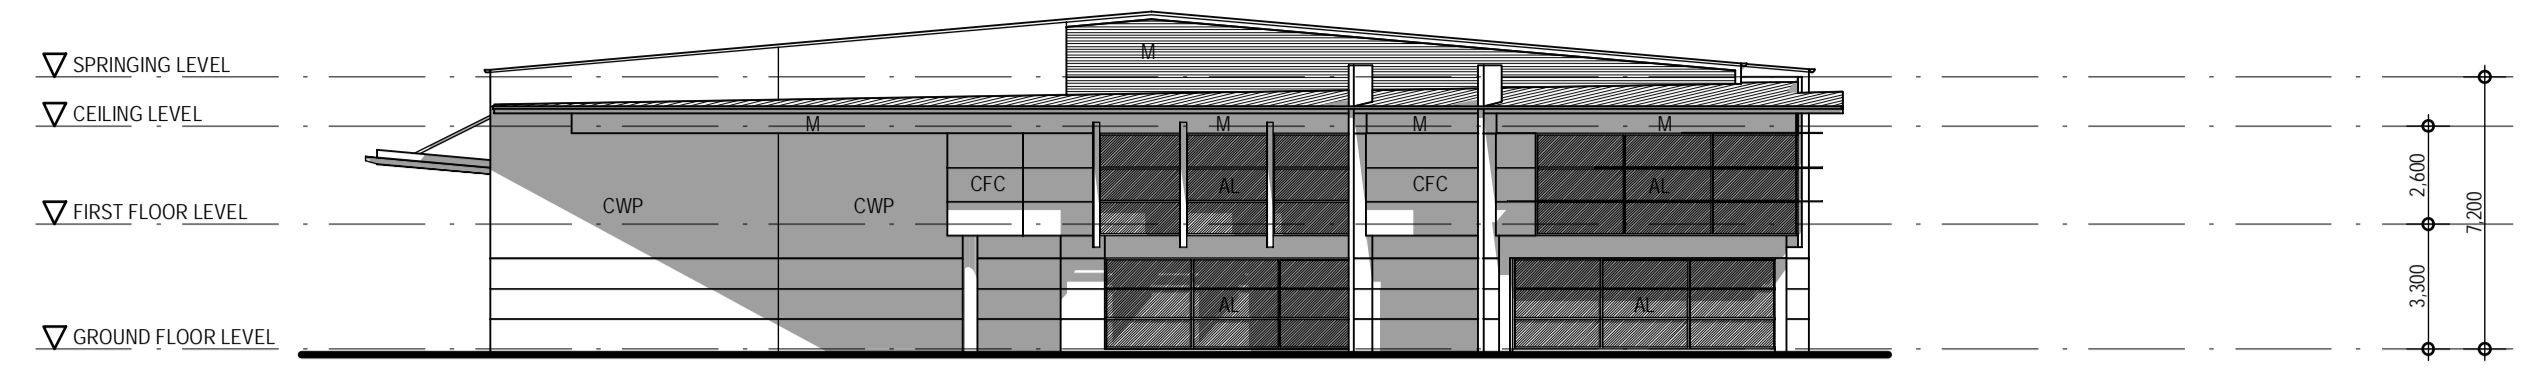 M
SPRINGING LEVEL
CEILING LEVEL
M M M M
CFC AL CFC AL
2,600
7,200
CWP CWP
FIRST FLOOR LEVEL
3,300
AL AL
GROUND FLOOR LEVEL